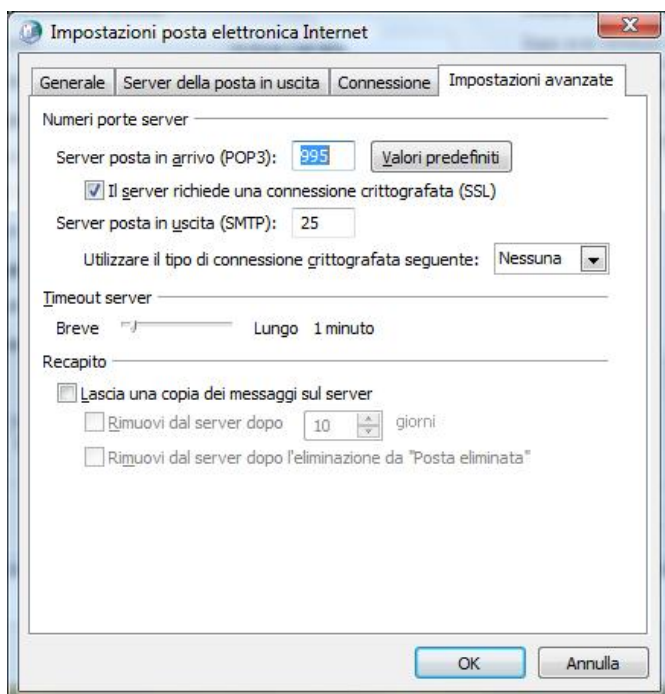 Impostazioni posta elettronica Internet
Generale Server della posta in uscita Connessione Impostazioni avanzate
Numeri porte server
Server posta in arrivo (POP3): 995 Valori predefiniti
Il server richiede una connessione crittografata (SSL)
Server posta in uscita (SMTP): 25
Utilizzare il tipo di connessione crittografata seguente: Nessuna
Timeout server
Breve Lungo 1 minuto
Recapito
Lascia una copia dei messaggi sul server
Rimuovi dal server dopo 10 giorni
Rimuovi dal server dopo l'eliminazione da "Posta eliminata"
OK Annulla